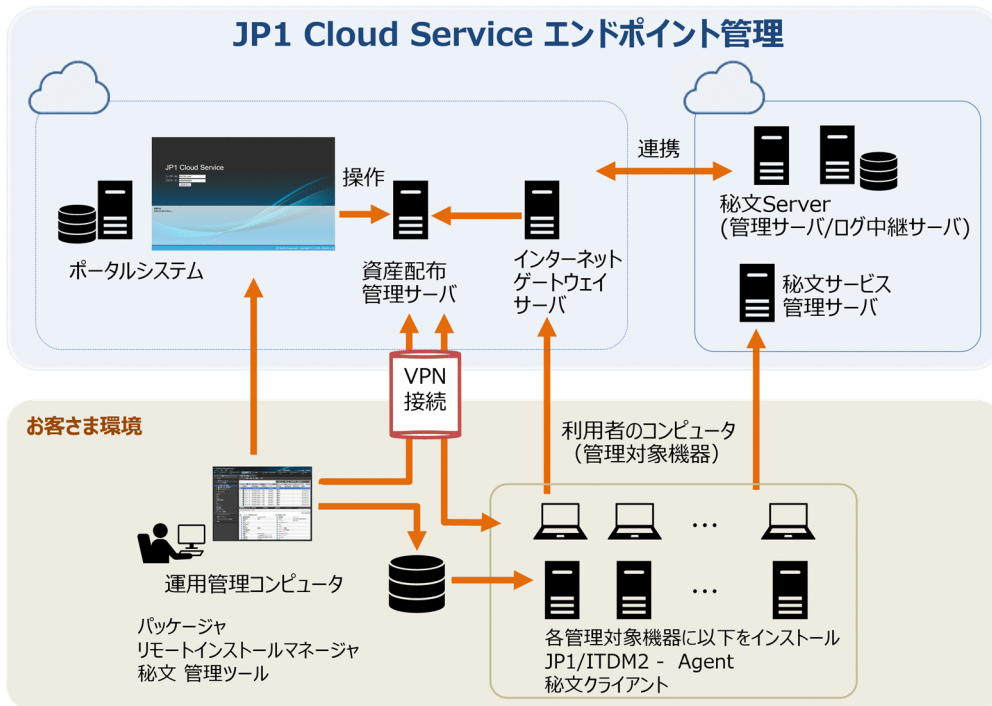 JP1 Cloud Service エンドポイント管理
JP1 Cloud Service
操作
連携
ポータルシステム
資産配布
管理サーバ
インターネット
ゲートウェイ
サーバ
秘文Server
(管理サーバ/ログ中継サーバ)
秘文サービス
管理サーバ
VPN
接続
お客さま環境
利用者のコンピュータ
(管理対象機器)
…
…
運用管理コンピュータ
パッケージャ
リモートインストールマネージャ
秘文 管理ツール
各管理対象機器に以下をインストール
JP1/ITDM2 - Agent
秘文クライアント